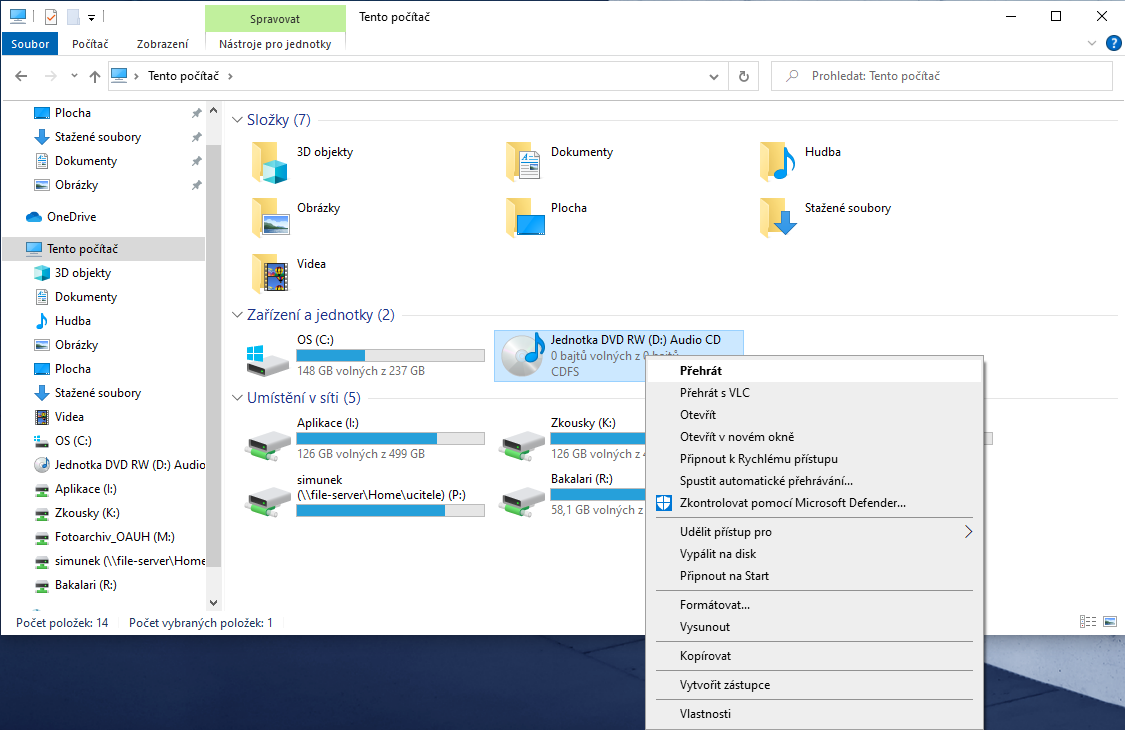 Spravovat
Tento počítač
Soubor
Počítač
Zobrazení
Nástroje pro jednotky
?
Tento počítač
Prohledat: Tento počítač
Plocha
Stažené soubory
Dokumenty
Obrázky
OneDrive
Tento počítač
3D objekty
Dokumenty
Hudba
Obrázky
Plocha
Stažené soubory
Videa
OS (C:)
Jednotka DVD RW (D:) Audio
Aplikace (I:)
Zkousky (K:)
Fotoarchiv_OAUH (M:)
simunek (\\file-server\Home
Bakalari (R:)
Složky (7)
3D objekty
Dokumenty
Hudba
Obrázky
Plocha
Stažené soubory
Videa
Zařízení a jednotky (2)
OS (C:)
148 GB volných z 237 GB
Jednotka DVD RW (D:) Audio CD
0 bajtů volných z 0 bajtů
CDFS
Umístění v síti (5)
Aplikace (I:)
126 GB volných z 499 GB
Zkousky (K:)
126 GB volných z 4
simunek
(\\file-server\Home\ucitele) (P:)
Bakalari (R:)
58,1 GB volných z
Přehrát
Přehrát s VLC
Otevřít
Otevřít v novém okně
Připnout k Rychlému přístupu
Spustit automatické přehrávání...
Zkontrolovat pomocí Microsoft Defender...
Udělit přístup pro
Vypálit na disk
Připnout na Start
Formátovat...
Vysunout
Kopírovat
Vytvořit zástupce
Vlastnosti
Počet položek: 14
Počet vybraných položek: 1